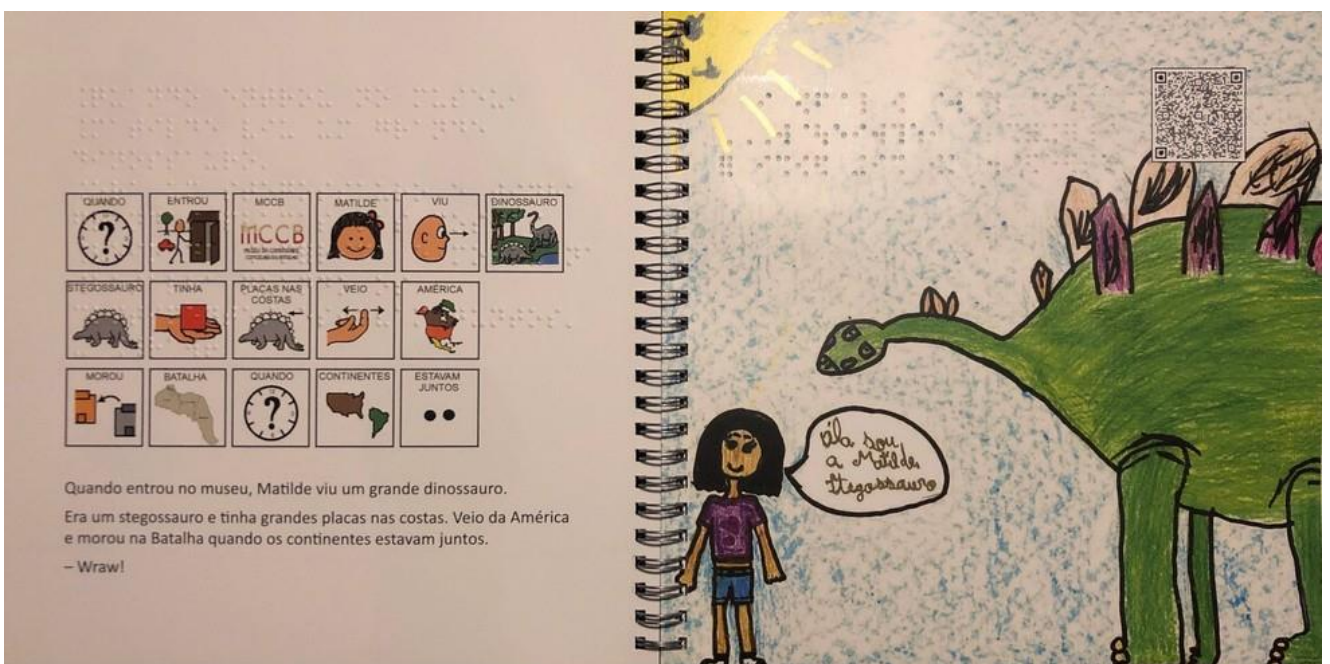 QUANDO ENTROU MCCB MATILDE VIU DINOSSAURO
MCCB
STEGOSSAURO TINHA PLACAS NAS COSTAS VEIO AMÉRICA
MOROU BATALHA QUANDO CONTINENTES ESTAVAM JUNTOS
Quando entrou no museu, Matilde viu um grande dinossauro.
Era um stegossauro e tinha grandes placas nas costas. Veio da América
e morou na Batalha quando os continentes estavam juntos.
– Wraw!
sou
a Matilde
Stegossauro